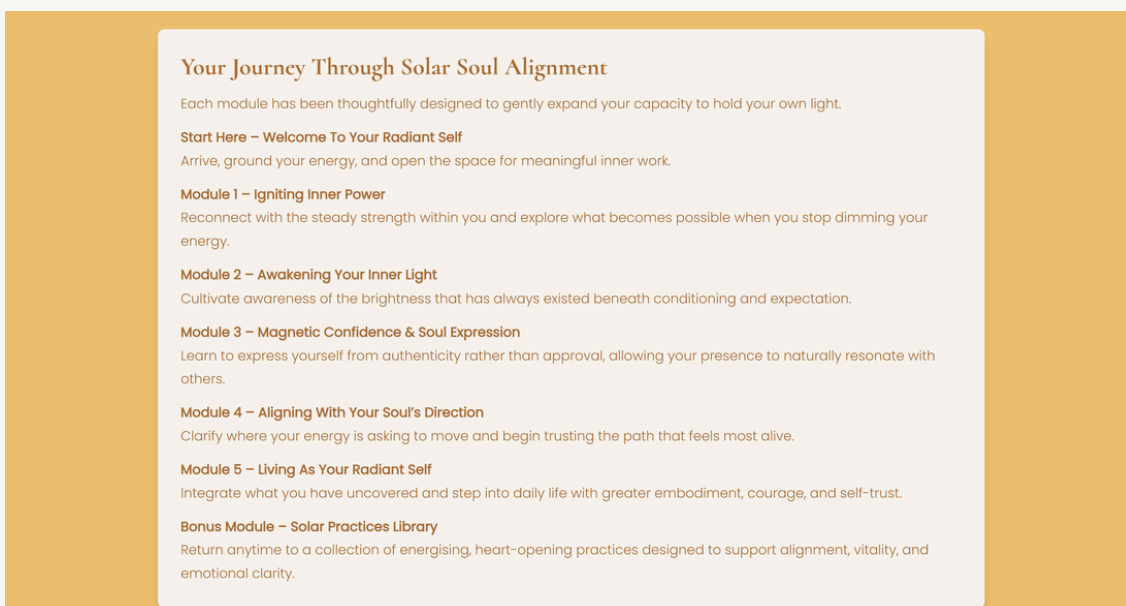 Your Journey Through Solar Soul Alignment
Each module has been thoughtfully designed to gently expand your capacity to hold your own light.
Start Here – Welcome To Your Radiant Self
Arrive, ground your energy, and open the space for meaningful inner work.
Module 1 – Igniting Inner Power
Reconnect with the steady strength within you and explore what becomes possible when you stop dimming your
energy.
Module 2 – Awakening Your Inner Light
Cultivate awareness of the brightness that has always existed beneath conditioning and expectation.
Module 3 – Magnetic Confidence & Soul Expression
Learn to express yourself from authenticity rather than approval, allowing your presence to naturally resonate with
others.
Module 4 – Aligning With Your Soul’s Direction
Clarify where your energy is asking to move and begin trusting the path that feels most alive.
Module 5 – Living As Your Radiant Self
Integrate what you have uncovered and step into daily life with greater embodiment, courage, and self-trust.
Bonus Module – Solar Practices Library
Return anytime to a collection of energising, heart-opening practices designed to support alignment, vitality, and
emotional clarity.